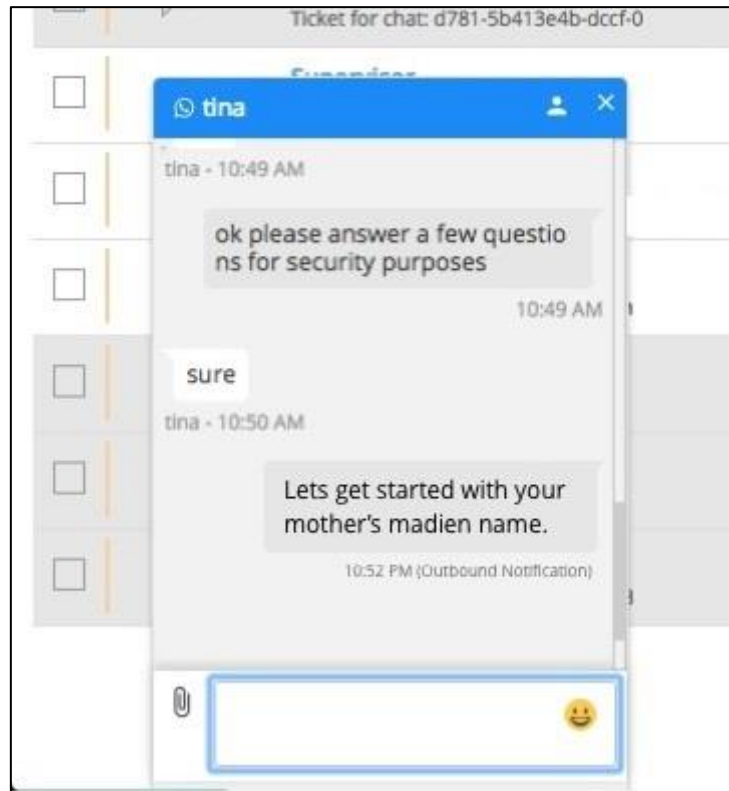 Ticket for chat: d781-5b413e4b-dccf-0
Supervisor
tina
tina - 10:49 AM
ok please answer a few questio
ns for security purposes
10:49 AM
sure
tina - 10:50 AM
Lets get started with your
mother's madien name.
10:52 PM (Outbound Notification)